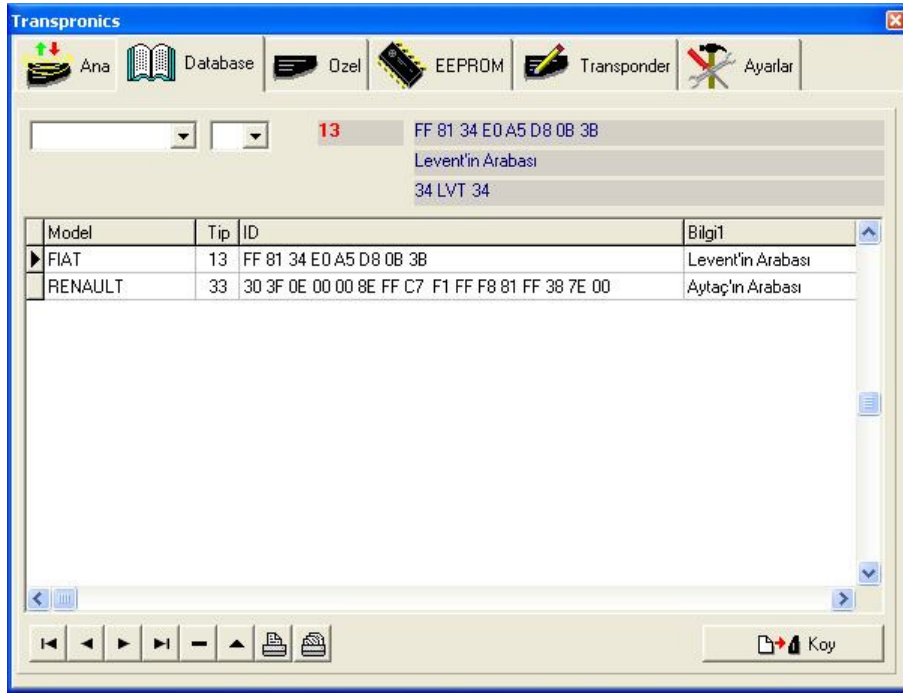 Transpronics
Ana Database Ozel EEPROM Transponder Ayarlar
13 FF 81 34 E0 A5 D8 0B 3B
Levent'in Arabası
34 LVT 34
Model Tip ID Bilgi1
FIAT 13 FF 81 34 E0 A5 D8 0B 3B Levent'in Arabası
RENAULT 33 30 3F 0E 00 00 8E FF C7 F1 FF F8 81 FF 38 7E 00 Aytaç'ın Arabası
Koy